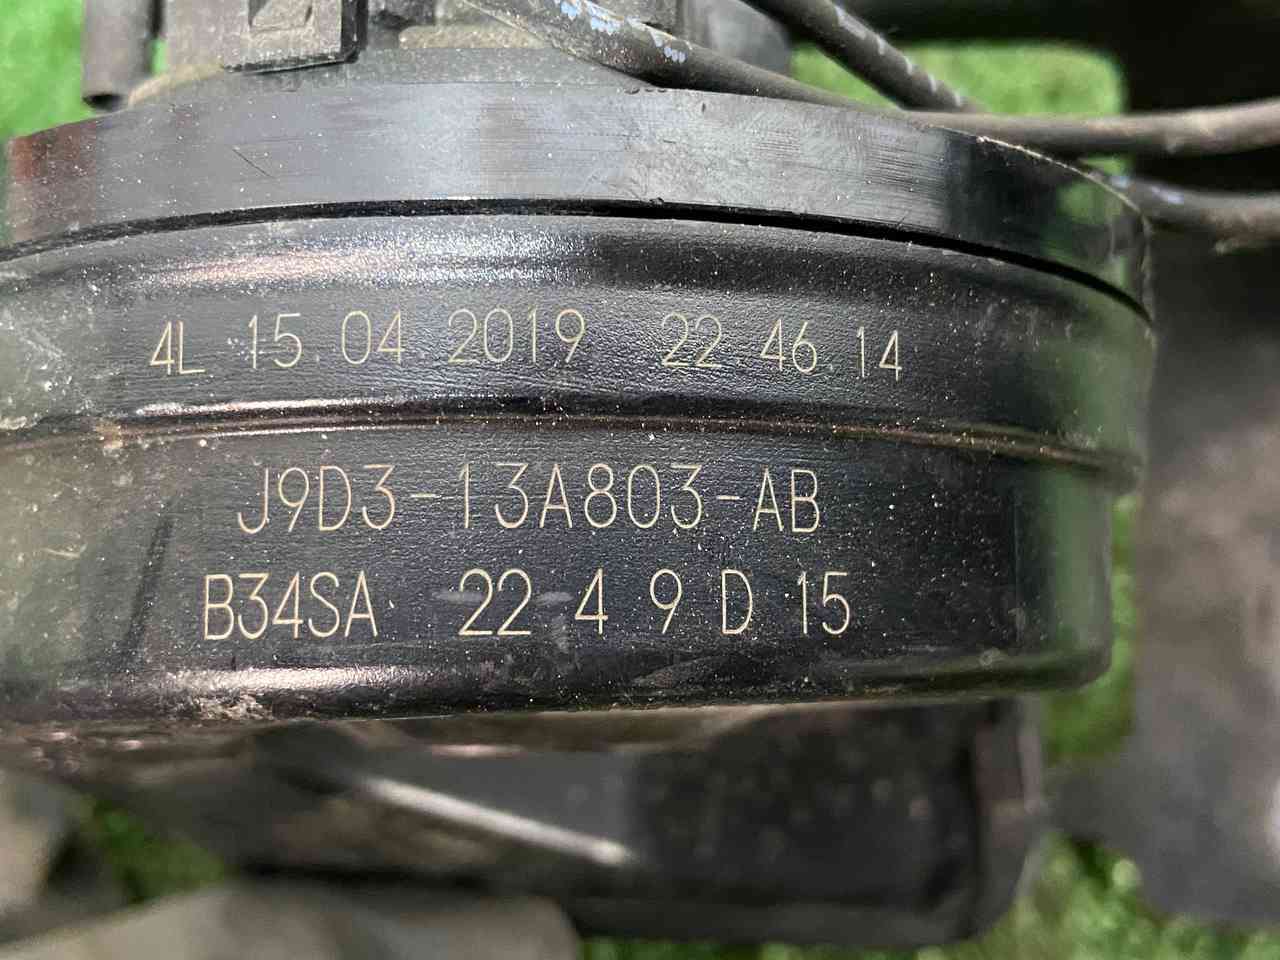 4L 15.04 2019 22 46.14
J9D3-13A803-AB
B34SA 22 4 9 D 15